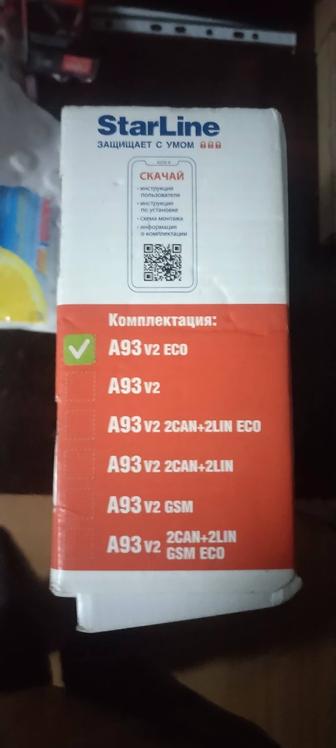 StarLine
ЗАЩИЩАЕТ С УМОМ
СКАЧАЙ
• инструкция
пользователя
• инструкция
по установке
• схема монтажа
• информация
о комплектации
Комплектация:
A93 V2 ECO
A93 V2
A93 V2 2CAN+2LIN ECO
A93 V2 2CAN+2LIN
A93 V2 GSM
A93 V2 2CAN+2LIN
GSM ECO